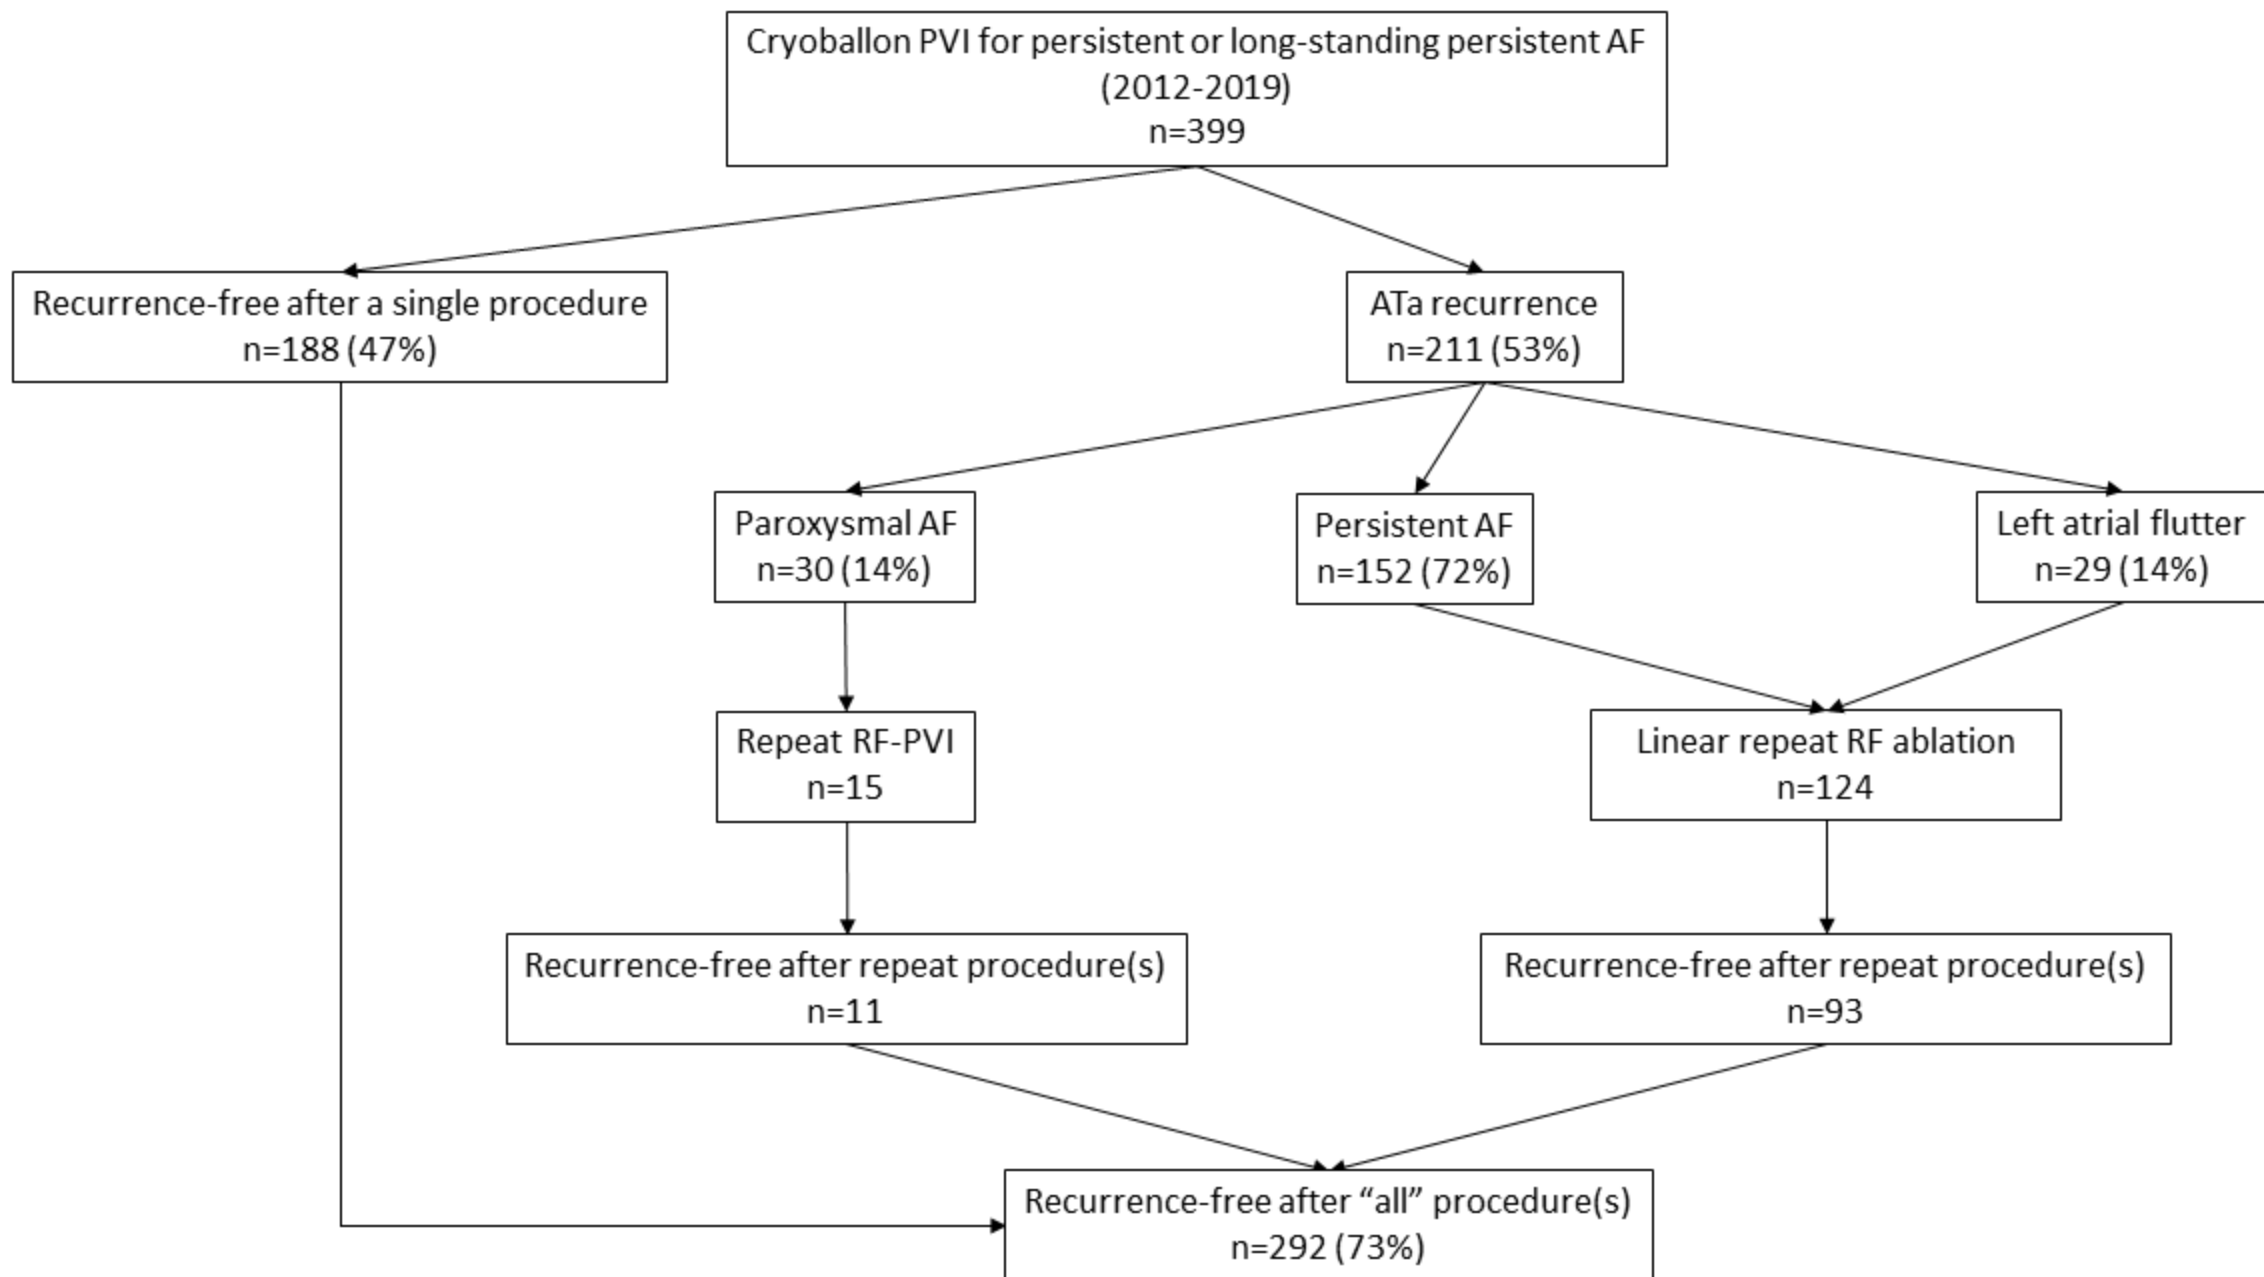 Cryoballon PVI for persistent or long-standing persistent AF
(2012-2019)
n=399
Recurrence-free after a single procedure
n=188 (47%)
ATa recurrence
n=211 (53%)
Paroxysmal AF
n=30 (14%)
Persistent AF
n=152 (72%)
Left atrial flutter
n=29 (14%)
Repeat RF-PVI
n=15
Linear repeat RF ablation
n=124
Recurrence-free after repeat procedure(s)
n=11
Recurrence-free after repeat procedure(s)
n=93
Recurrence-free after “all” procedure(s)
n=292 (73%)